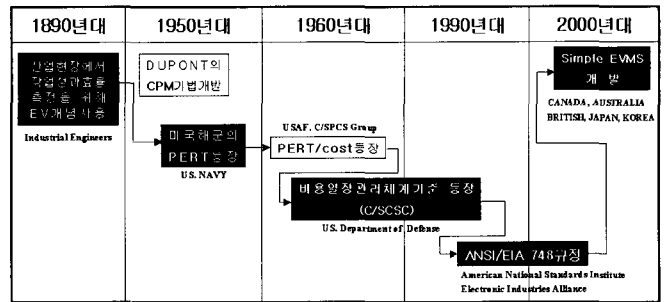 1890년대
1950년대
1960년대
1990년대
2000년대
산업현장에서
작업성과효율
측정을 위해
EV개념사용
Industrial Engineers
DUPONT의
CPM기법개발
미국해군의
PERT등장
U.S. NAVY
USAF. C/SPCS Group
PERT/cost등장
비용일정관리체계기준 등장
(C/SCSC)
U.S. Department of Defense
ANSI/EIA 748규정
American National Standards Institute
Electronic Industries Alliance
Simple EVMS
개 발
CANADA, AUSTRALIA
BRITISH, JAPAN, KOREA